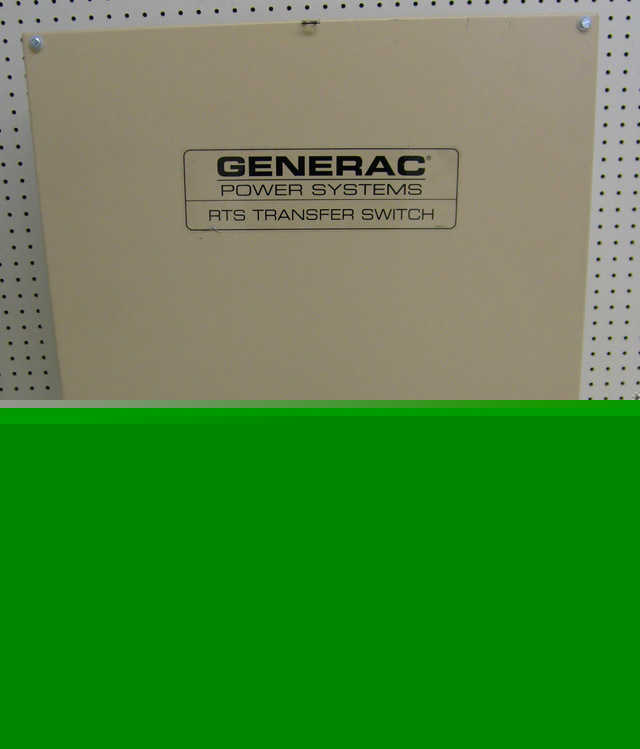 GENERAC®
POWER SYSTEMS
RTS TRANSFER SWITCH